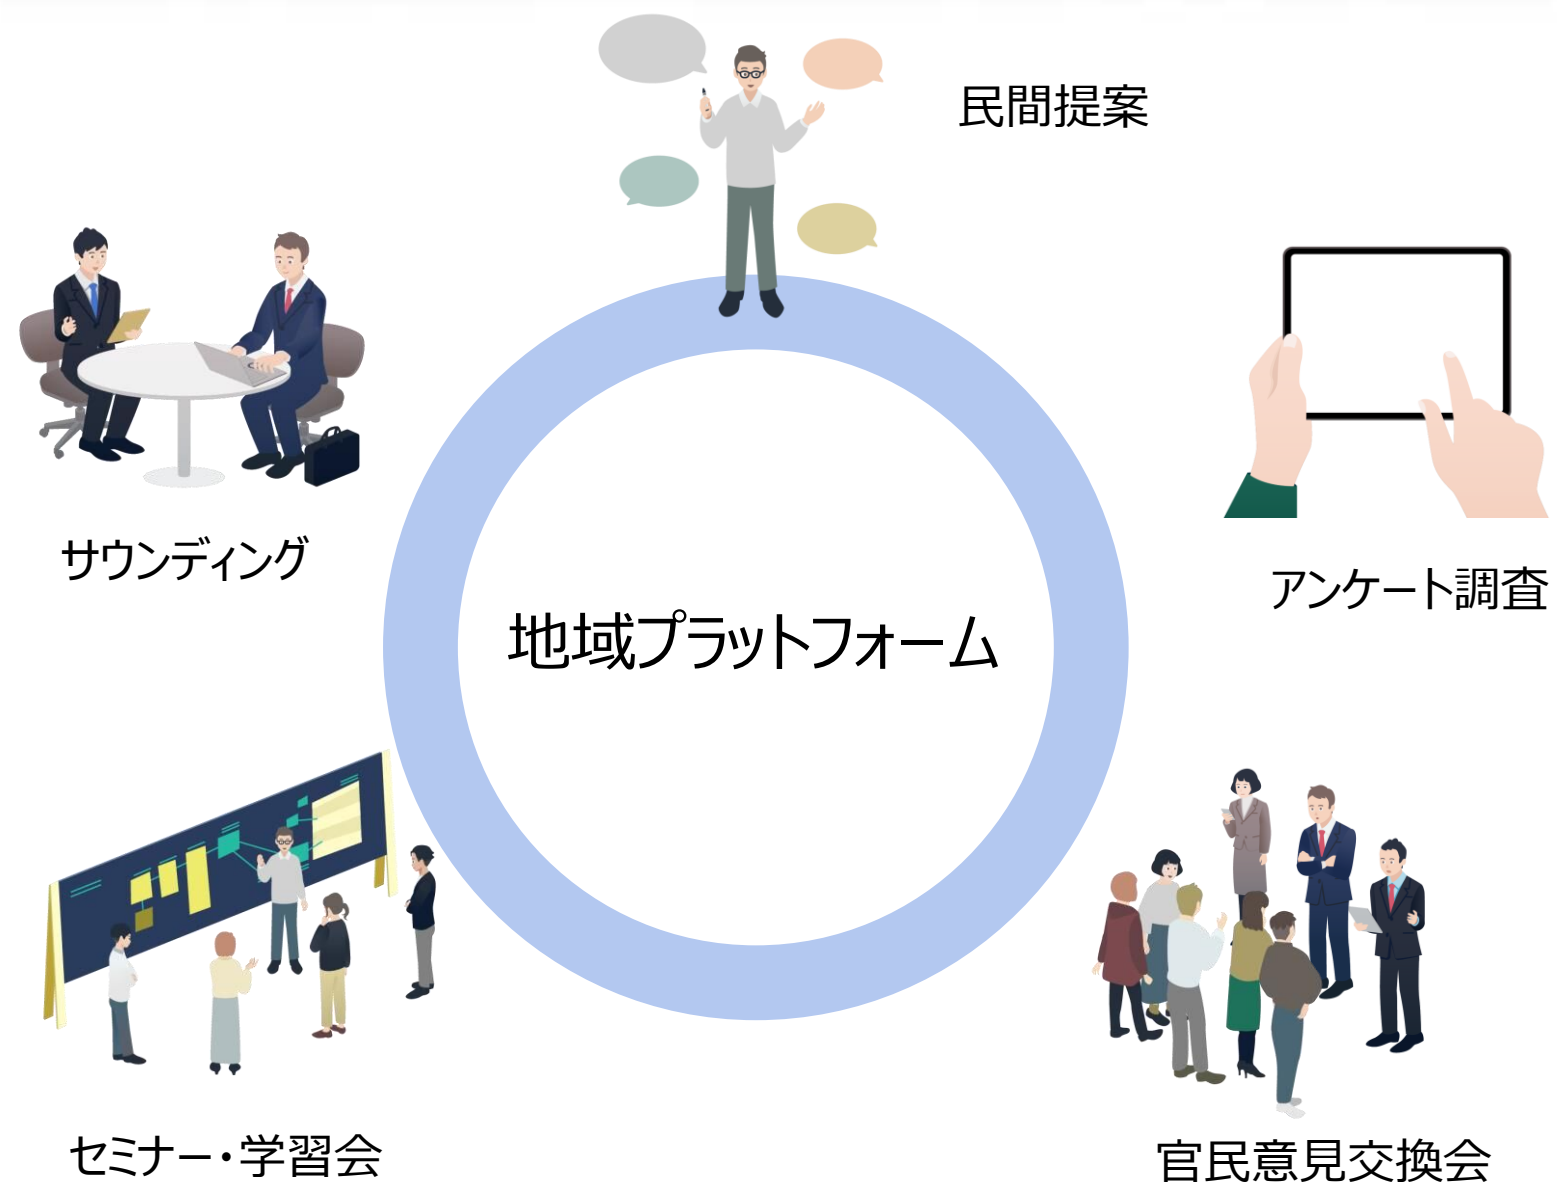 民間提案
サウンディング
アンケート調査
地域プラットフォーム
セミナー・学習会
官民意見交換会